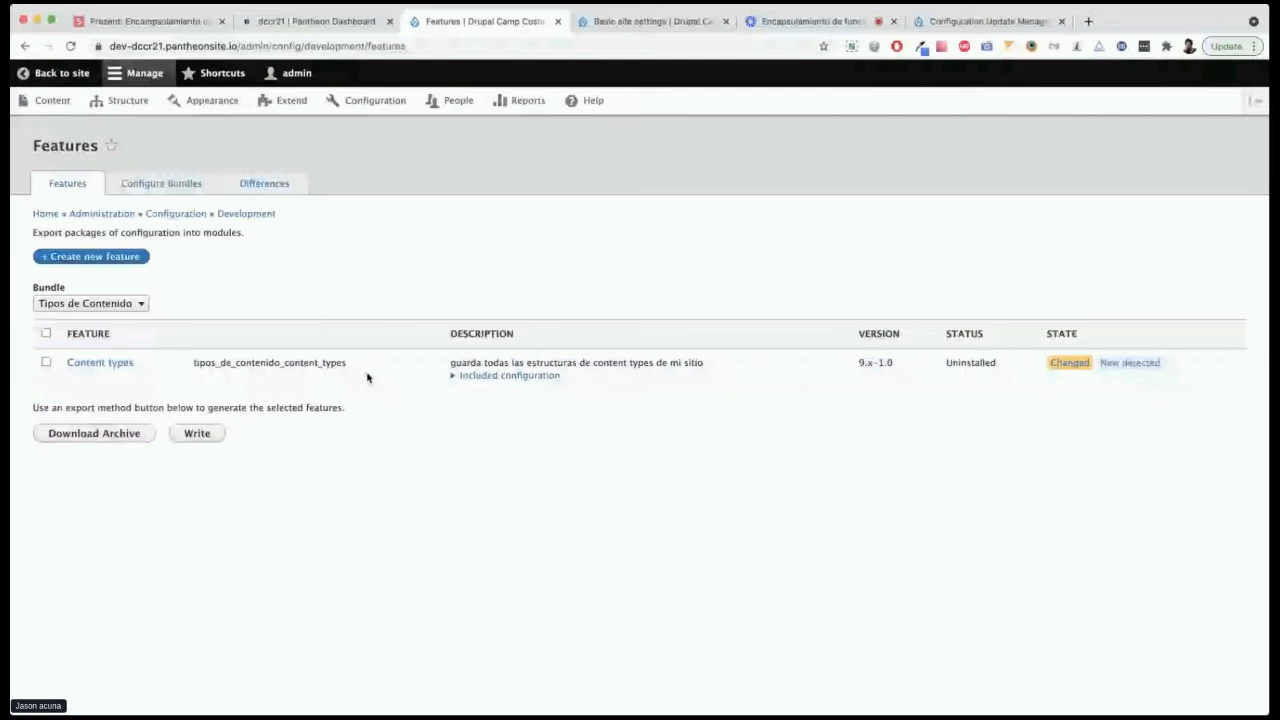 Present: Encampsulamiento d
dccr21 | Pantheon Dashboard
Features | Drupal Camp Costa
Basic site settings | Drupal Ca
Encapsulamiento de func
Configuration Update Manage
dev-dccr21.pantheonsite.io/admin/config/development/features
Update
Back to site
Manage
Shortcuts
admin
Content
Structure
Appearance
Extend
Configuration
People
Reports
Help
Features
Features
Configure Bundles
Differences
Home » Administration » Configuration » Development
Export packages of configuration into modules.
+ Create new feature
Bundle
Tipos de Contenido
FEATURE DESCRIPTION VERSION STATUS STATE
Content types tipos_de_contenido_content_types guarda todas las estructuras de content types de mi sitio 9.x-1.0 Uninstalled Changed New detected
Included configuration
Use an export method button below to generate the selected features.
Download Archive
Write
Jason acuna